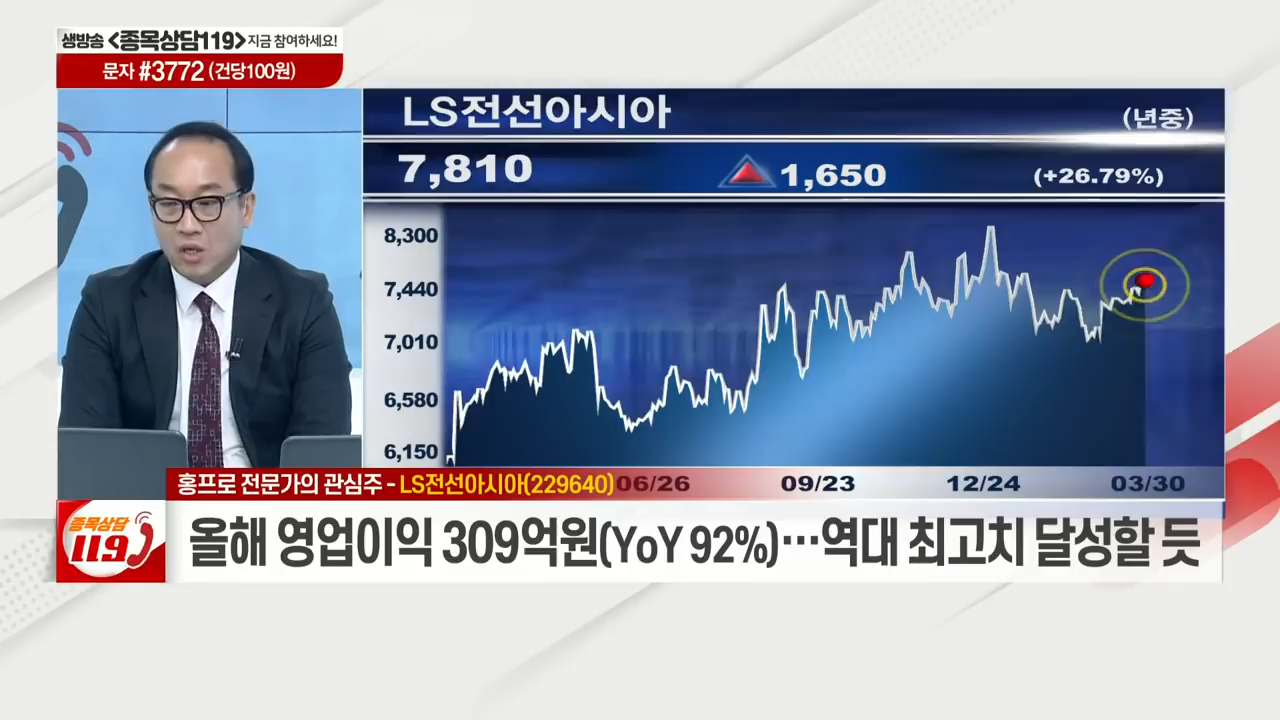 생방송 <종목상담119> 지금 참여하세요!
문자 #3772 (건당100원)
LS전선아시아
(년중)
7,810
1,650
(+26.79%)
8,300
7,440
7,010
6,580
6,150
06/26
09/23
12/24
03/30
홍프로 전문가의 관심주 - LS전선아시아(229640)
종목상담
119
올해 영업이익 309억원(YoY 92%)…역대 최고치 달성할 듯